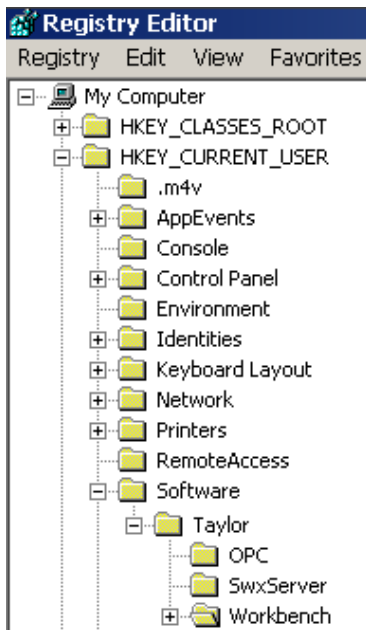 Registry Editor
Registry Edit View Favorites
My Computer
HKEY_CLASSES_ROOT
HKEY_CURRENT_USER
.m4v
AppEvents
Console
Control Panel
Environment
Identities
Keyboard Layout
Network
Printers
RemoteAccess
Software
Taylor
OPC
SwxServer
Workbench